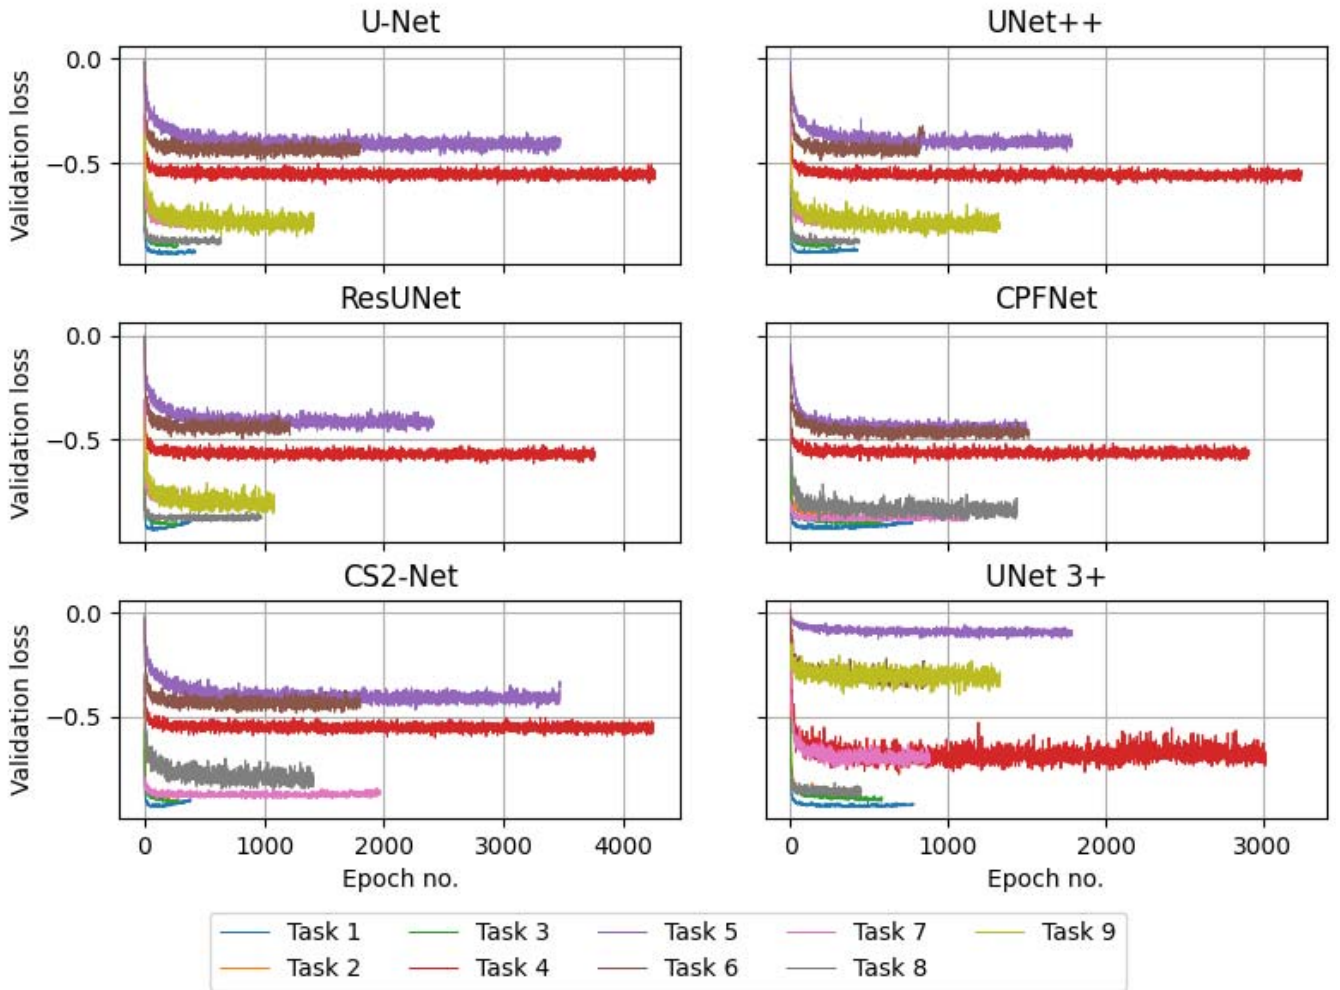 U-Net
UNet++
Validation loss
0.0
−0.5
ResUNet
CPFNet
Validation loss
0.0
−0.5
CS2-Net
UNet 3+
Validation loss
0.0
−0.5
0 1000 2000 3000 4000
0 1000 2000 3000
Epoch no.
Epoch no.
Task 1 Task 3 Task 5 Task 7 Task 9
Task 2 Task 4 Task 6 Task 8